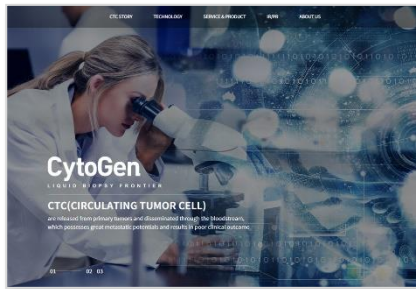 CTC STORY TECHNOLOGY SERVICE & PRODUCT IR/PR ABOUT US
CytoGen
LIQUID BIOPSY FRONTIER
CTC(CIRCULATING TUMOR CELL)
are released from primary tumors and disseminated through the bloodstream,
which possesses great metastatic potentials and results in poor clinical outcome.
01 02 03